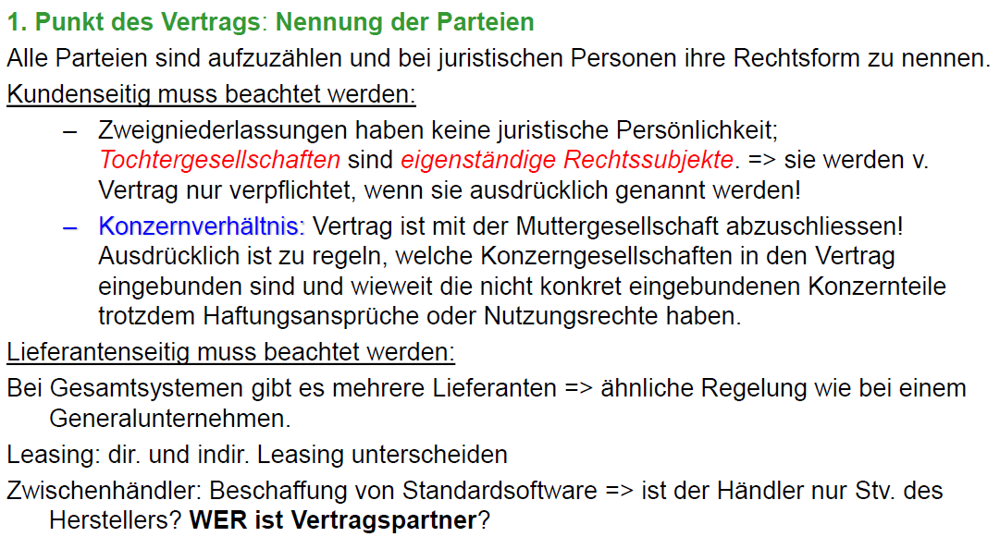 1. Punkt des Vertrags: Nennung der Parteien
Alle Parteien sind aufzuzählen und bei juristischen Personen ihre Rechtsform zu nennen.
Kundenseitig muss beachtet werden:
– Zweigniederlassungen haben keine juristische Persönlichkeit;
Tochtergesellschaften sind eigenständige Rechtssubjekte. => sie werden v.
Vertrag nur verpflichtet, wenn sie ausdrücklich genannt werden!
– Konzernverhältnis: Vertrag ist mit der Muttergesellschaft abzuschliessen!
Ausdrücklich ist zu regeln, welche Konzerngesellschaften in den Vertrag
eingebunden sind und wieweit die nicht konkret eingebundenen Konzernteile
trotzdem Haftungsansprüche oder Nutzungsrechte haben.
Lieferantenseitig muss beachtet werden:
Bei Gesamtsystemen gibt es mehrere Lieferanten => ähnliche Regelung wie bei einem
Generalunternehmen.
Leasing: dir. und indir. Leasing unterscheiden
Zwischenhändler: Beschaffung von Standardsoftware => ist der Händler nur Stv. des
Herstellers? WER ist Vertragspartner?